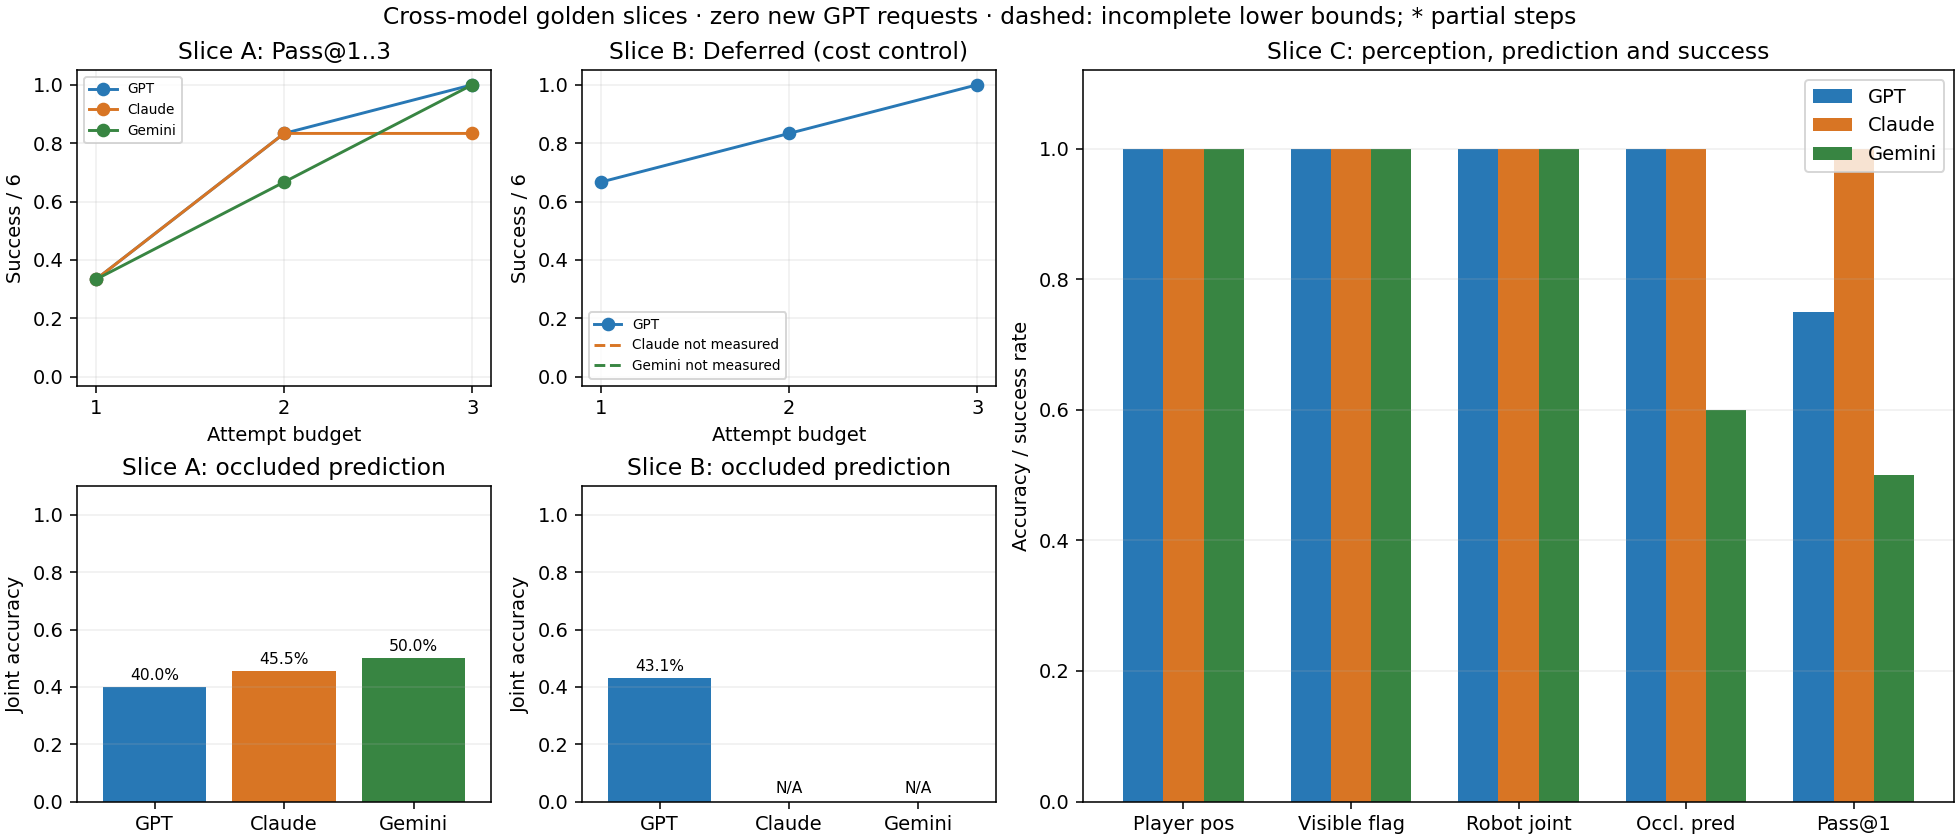 Cross-model golden slices · zero new GPT requests · dashed: incomplete lower bounds; * partial steps
Slice A: Pass@1..3
Success / 6
1.0
0.8
0.6
0.4
0.2
0.0
GPT
Claude
Gemini
1 2 3
Attempt budget
Slice B: Deferred (cost control)
Success / 6
1.0
0.8
0.6
0.4
0.2
0.0
GPT
Claude not measured
Gemini not measured
1 2 3
Attempt budget
Slice A: occluded prediction
Joint accuracy
1.0
0.8
0.6
0.4
0.2
0.0
40.0%
45.5%
50.0%
GPT Claude Gemini
Slice B: occluded prediction
Joint accuracy
1.0
0.8
0.6
0.4
0.2
0.0
43.1%
N/A
N/A
GPT Claude Gemini
Slice C: perception, prediction and success
Accuracy / success rate
1.0
0.8
0.6
0.4
0.2
0.0
GPT
Claude
Gemini
Player pos Visible flag Robot joint Occl. pred Pass@1